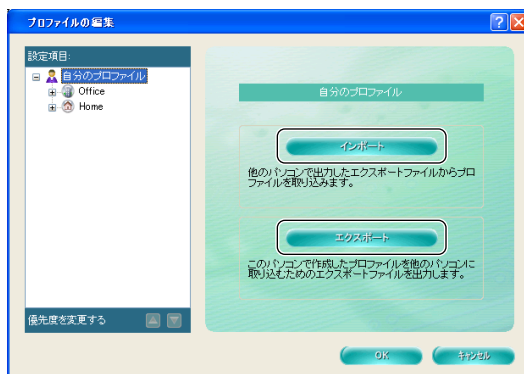 プロファイルの編集
設定項目:
自分のプロファイル
Office
Home
優先度を変更する
自分のプロファイル
インポート
他のパソコンで出力したエクスポートファイルからプロ
ファイルを取り込みます。
エクスポート
このパソコンで作成したプロファイルを他のパソコンに
取り込むためのエクスポートファイルを出力します。
OK
キャンセル